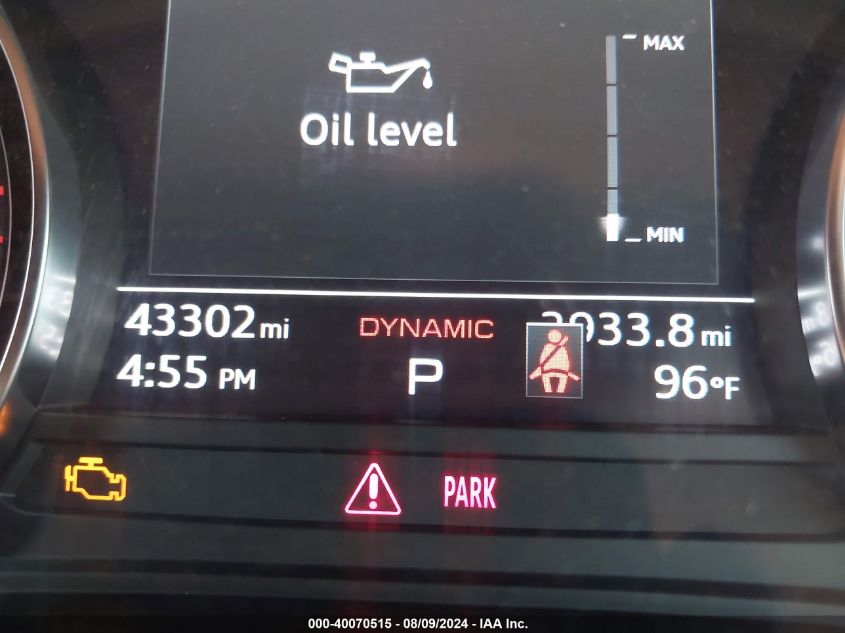 MAX
Oil level
MIN
43302 mi DYNAMIC 033.8 mi
4:55 PM P 96°F
PARK
000-40070515 - 08/09/2024 - IAA Inc.